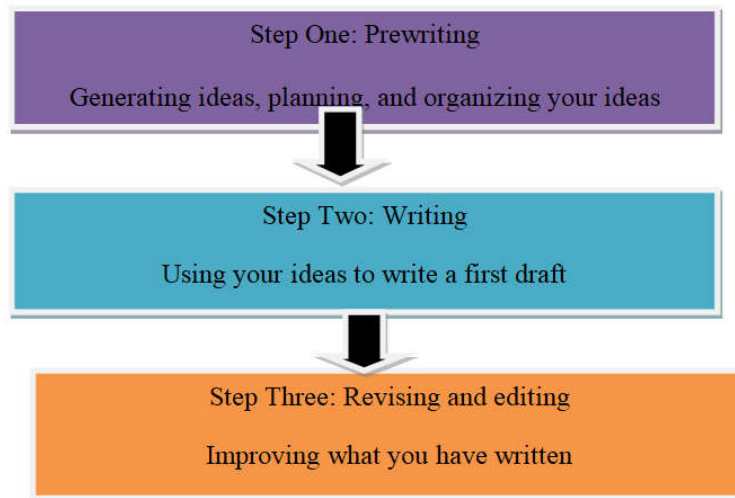 Step One: Prewriting
Generating ideas, planning, and organizing your ideas
Step Two: Writing
Using your ideas to write a first draft
Step Three: Revising and editing
Improving what you have written